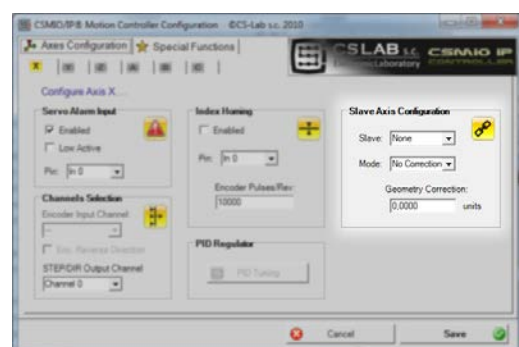 CSMIO/IP® Motion Controller Configuration ©CS-Lab s.c. 2010
Axes Configuration
Special Functions
CSLAB s.c.
Electronic Laboratory
CSMIO IP
CONTROLLER
X
Configure Axis X
Servo Alarm Input
Enabled
Low Active
Pin: In 0
Channels Selection
Encoder Input Channel
--
Enc. Reverse Direction
STEP/DIR Output Channel
Channel 0
Index Homing
Enabled
Pin: In 0
Encoder Pulses/Rev:
10000
PID Regulator
PID Tuning
Slave Axis Configuration
Slave: None
Mode: No Correction
Geometry Correction:
0,0000 units
Cancel
Save